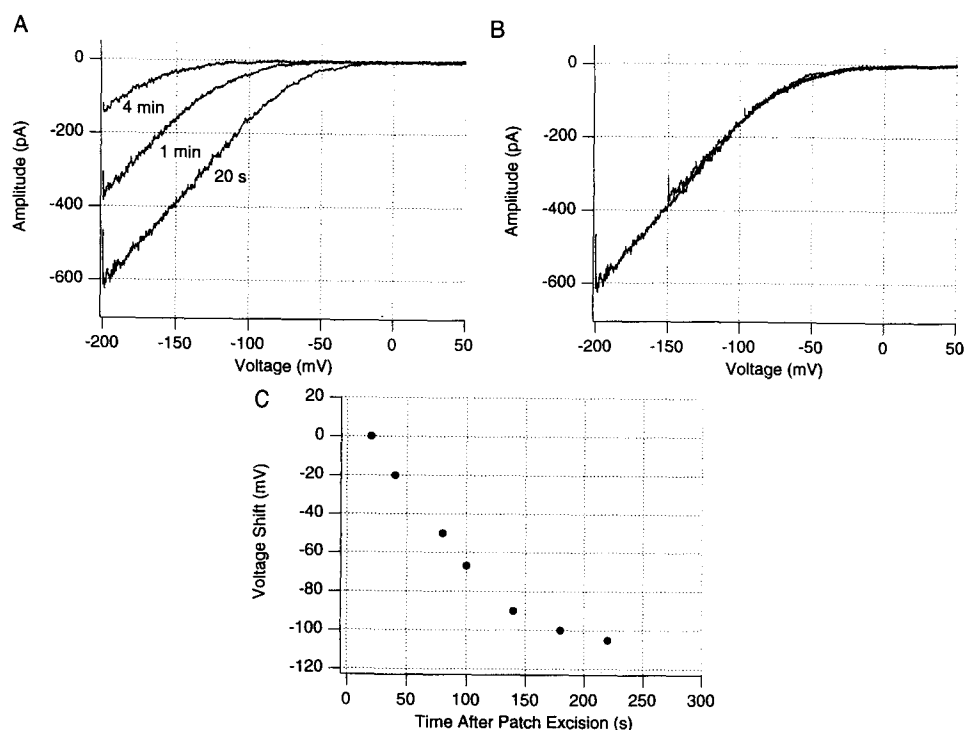 A
0
-200
-400
-600
Amplitude (pA)
4 min
1 min
20 s
-200 -150 -100 -50 0 50
Voltage (mV)
B
0
-200
-400
-600
Amplitude (pA)
-200 -150 -100 -50 0 50
Voltage (mV)
C
20
0
-20
-40
-60
-80
-100
-120
Voltage Shift (mV)
0 50 100 150 200 250 300
Time After Patch Excision (s)